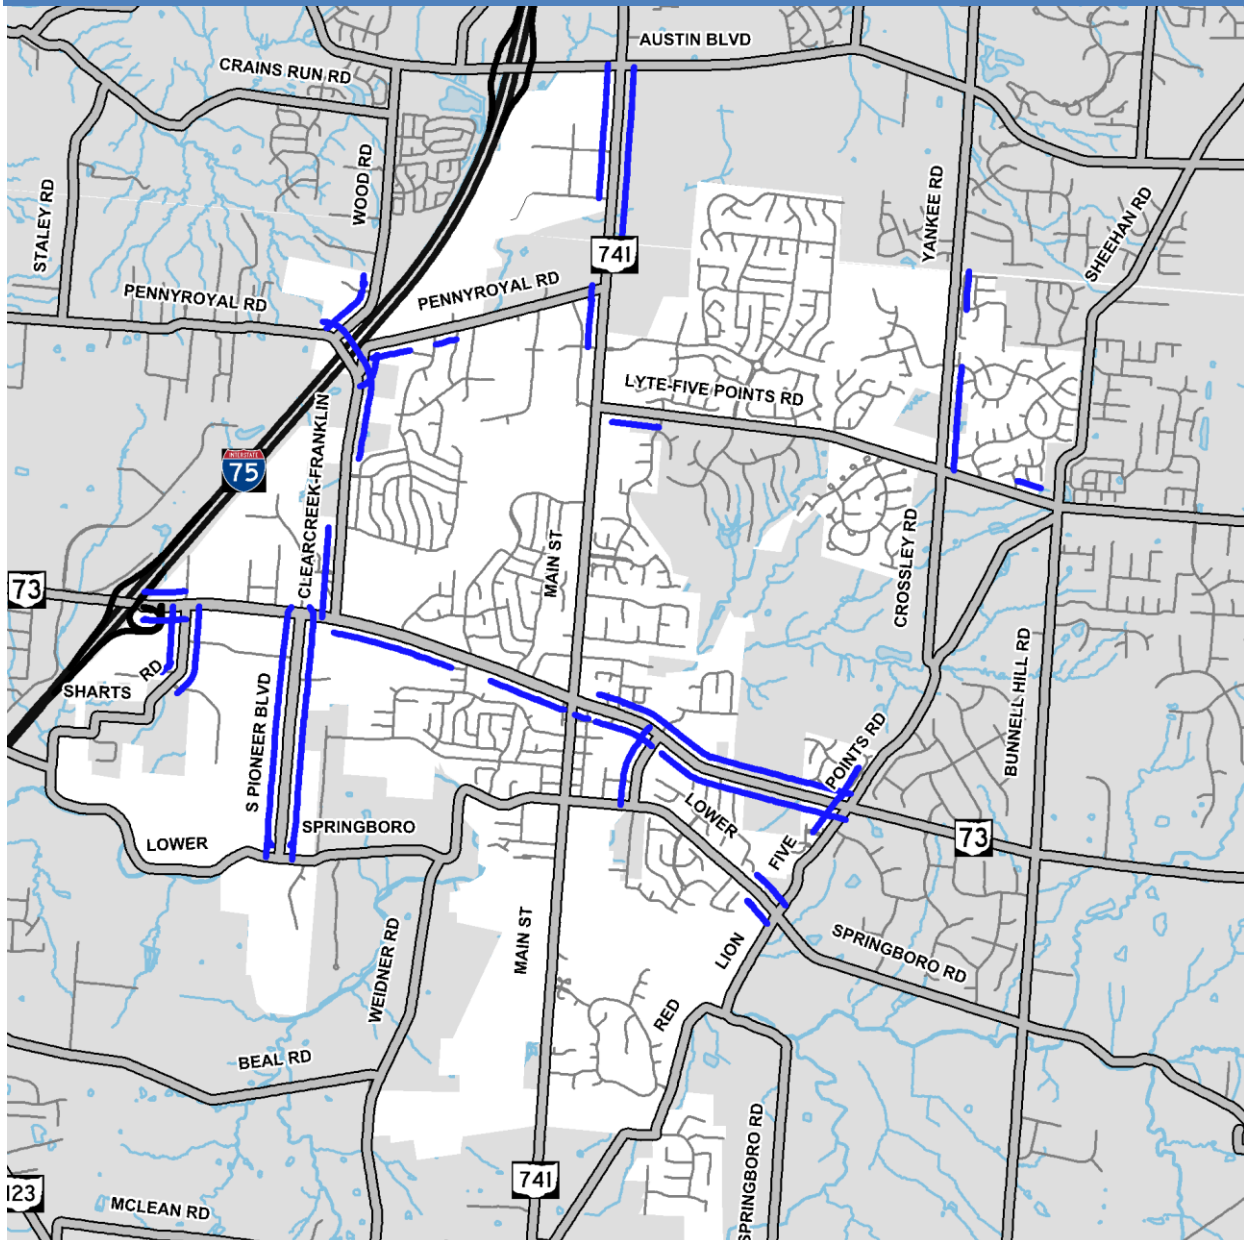 AUSTIN BLVD
CRAINS RUN RD
WOOD RD
STALEY RD
YANKEE RD
SHEEHAN RD
741
PENNYROYAL RD
PENNYROYAL RD
LYTE-FIVE POINTS RD
CLEARCREEK-FRANKLIN
INTERSTATE
75
MAIN ST
CROSSLEY RD
73
SHARTS RD
S PIONEER BLVD
BUNNELL HILL RD
FIVE POINTS RD
LOWER
SPRINGBORO
LOWER
73
SPRINGBORO RD
MAIN ST
WEIDNER RD
RED LION
BEAL RD
SPRINGBORO RD
741
123
MCLEAN RD